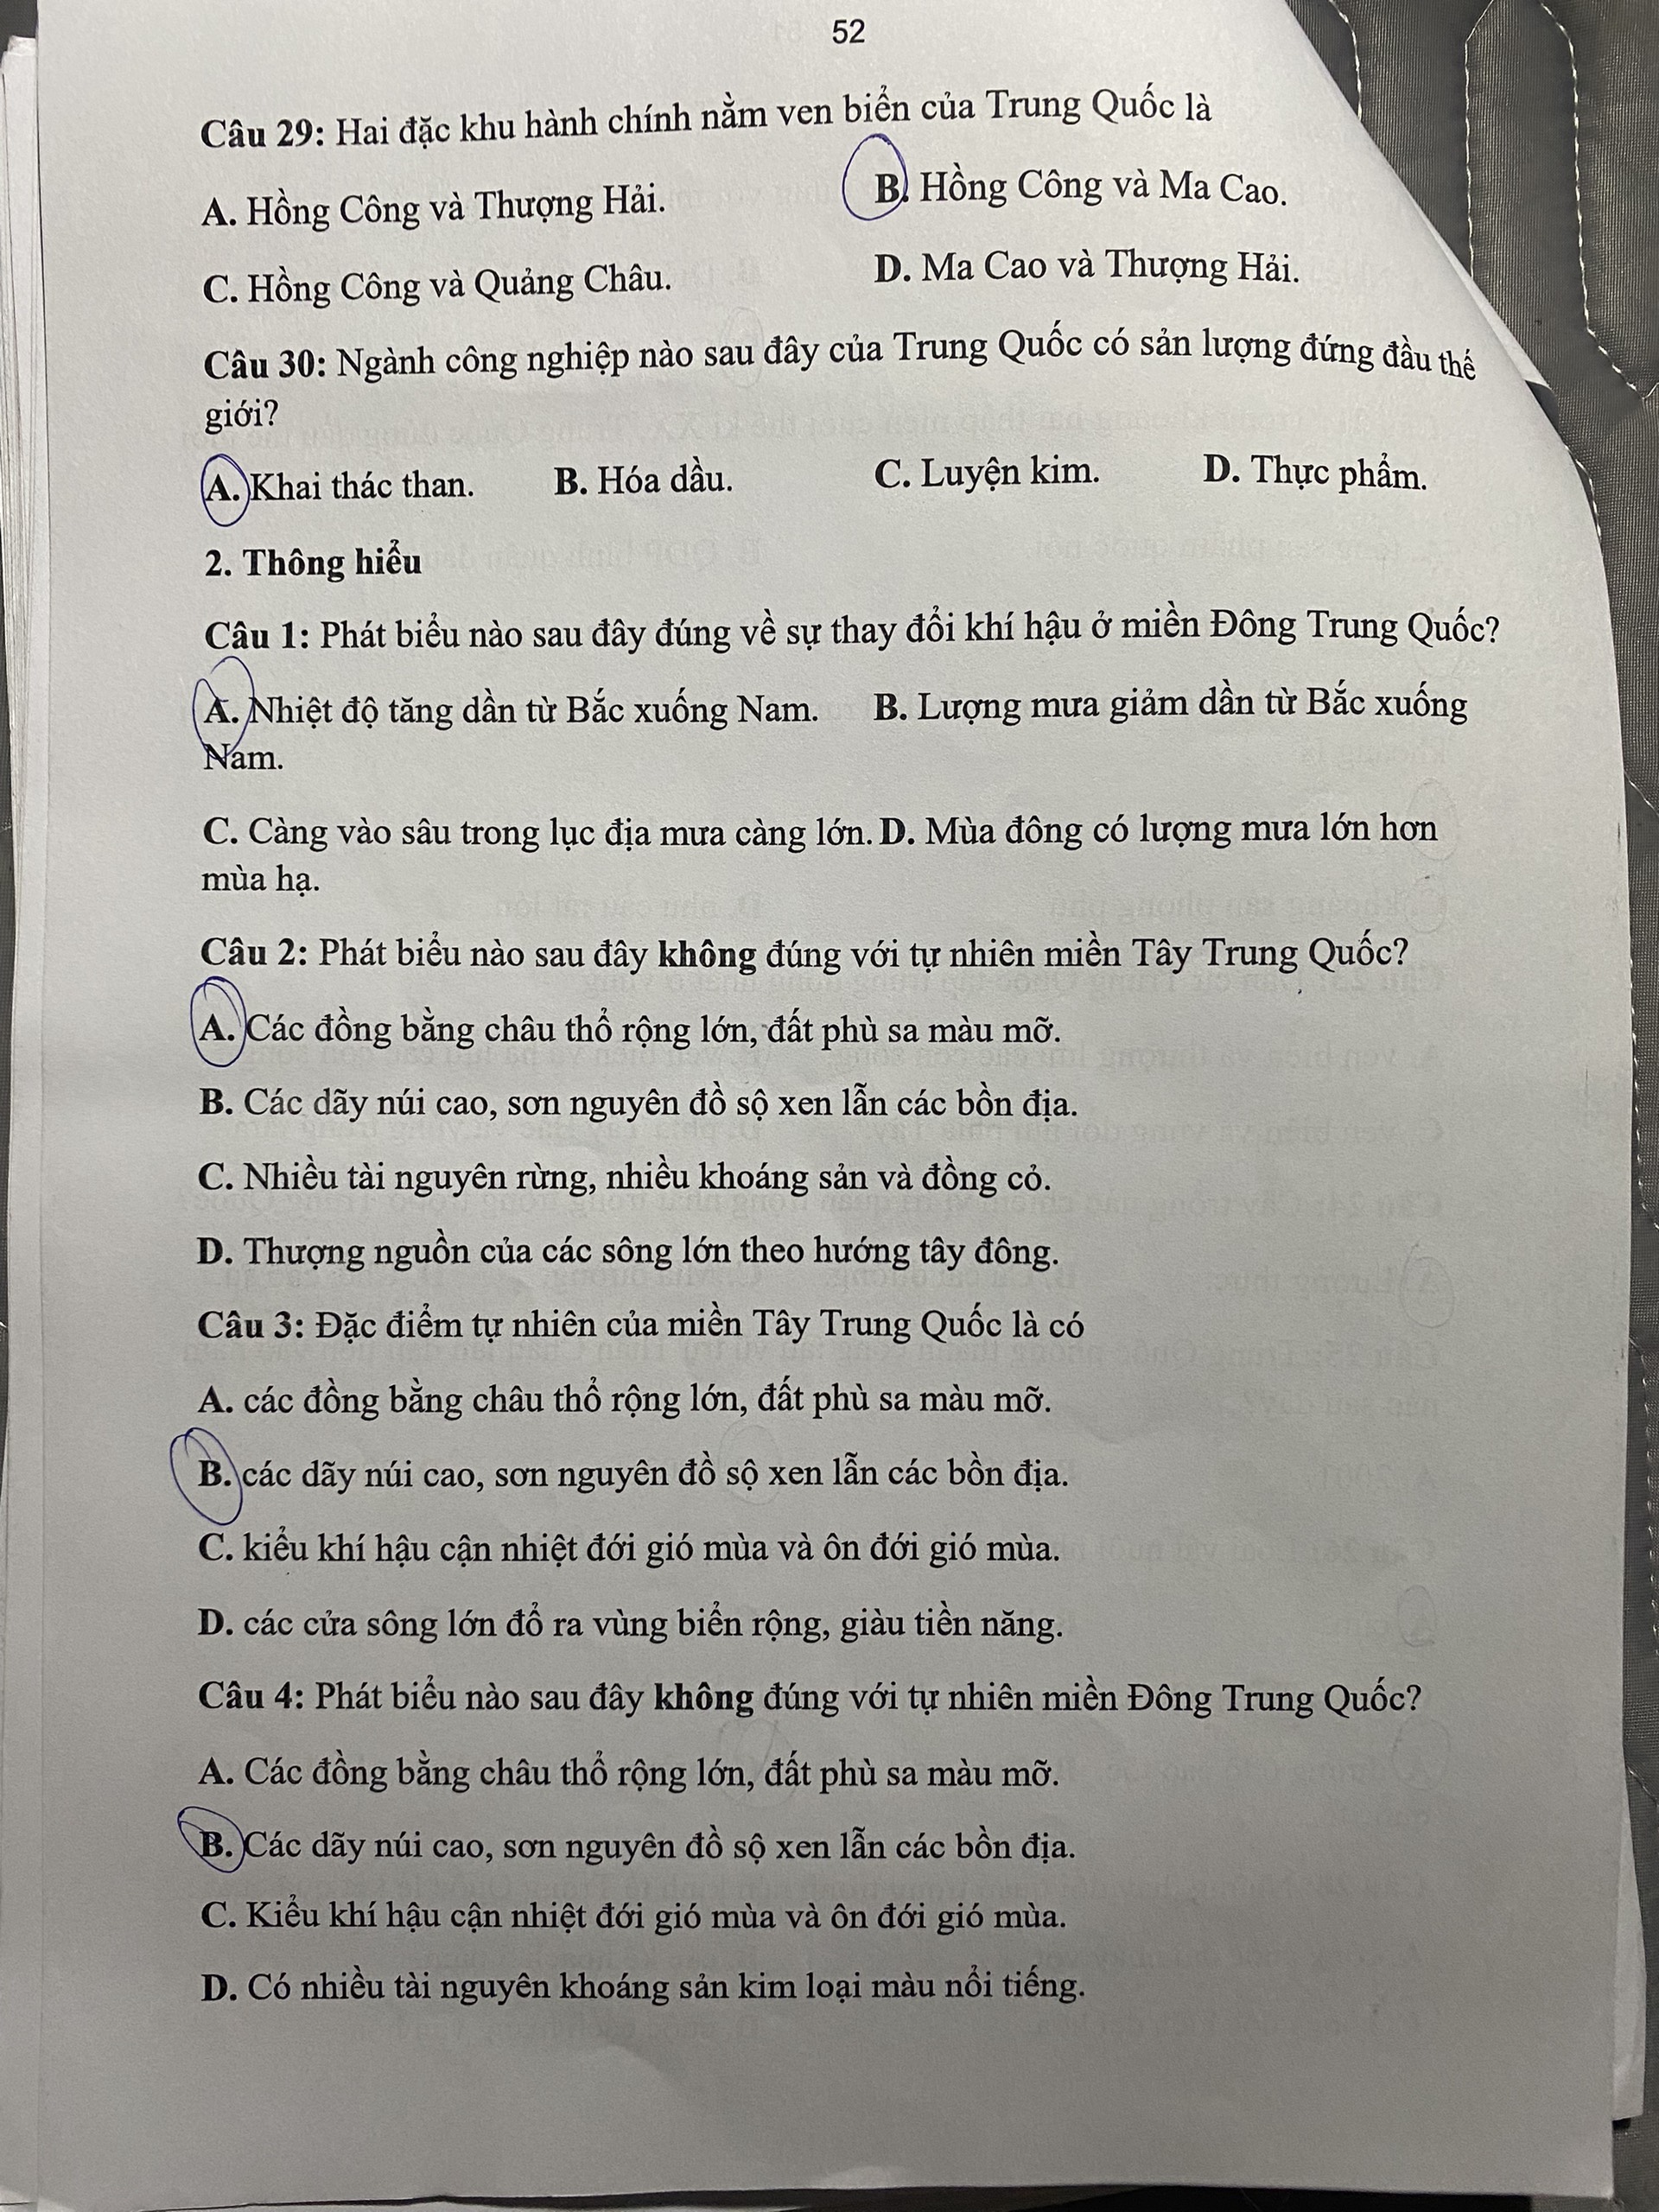 52
Câu 29: Hai đặc khu hành chính nằm ven biển của Trung Quốc là
A. Hồng Công và Thượng Hải. B. Hồng Công và Ma Cao.
C. Hồng Công và Quảng Châu. D. Ma Cao và Thượng Hải.
Câu 30: Ngành công nghiệp nào sau đây của Trung Quốc có sản lượng đứng đầu thế
giới?
A. Khai thác than. B. Hóa dầu. C. Luyện kim. D. Thực phẩm.
2. Thông hiểu
Câu 1: Phát biểu nào sau đây đúng về sự thay đổi khí hậu ở miền Đông Trung Quốc?
A. Nhiệt độ tăng dần từ Bắc xuống Nam. B. Lượng mưa giảm dần từ Bắc xuống
Nam.
C. Càng vào sâu trong lục địa mưa càng lớn. D. Mùa đông có lượng mưa lớn hơn
mùa hạ.
Câu 2: Phát biểu nào sau đây không đúng với tự nhiên miền Tây Trung Quốc?
A. Các đồng bằng châu thổ rộng lớn, đất phù sa màu mỡ.
B. Các dãy núi cao, sơn nguyên đồ sộ xen lẫn các bồn địa.
C. Nhiều tài nguyên rừng, nhiều khoáng sản và đồng cỏ.
D. Thượng nguồn của các sông lớn theo hướng tây đông.
Câu 3: Đặc điểm tự nhiên của miền Tây Trung Quốc là có
A. các đồng bằng châu thổ rộng lớn, đất phù sa màu mỡ.
B. các dãy núi cao, sơn nguyên đồ sộ xen lẫn các bồn địa.
C. kiểu khí hậu cận nhiệt đới gió mùa và ôn đới gió mùa.
D. các cửa sông lớn đổ ra vùng biển rộng, giàu tiền năng.
Câu 4: Phát biểu nào sau đây không đúng với tự nhiên miền Đông Trung Quốc?
A. Các đồng bằng châu thổ rộng lớn, đất phù sa màu mỡ.
B. Các dãy núi cao, sơn nguyên đồ sộ xen lẫn các bồn địa.
C. Kiểu khí hậu cận nhiệt đới gió mùa và ôn đới gió mùa.
D. Có nhiều tài nguyên khoáng sản kim loại màu nổi tiếng.